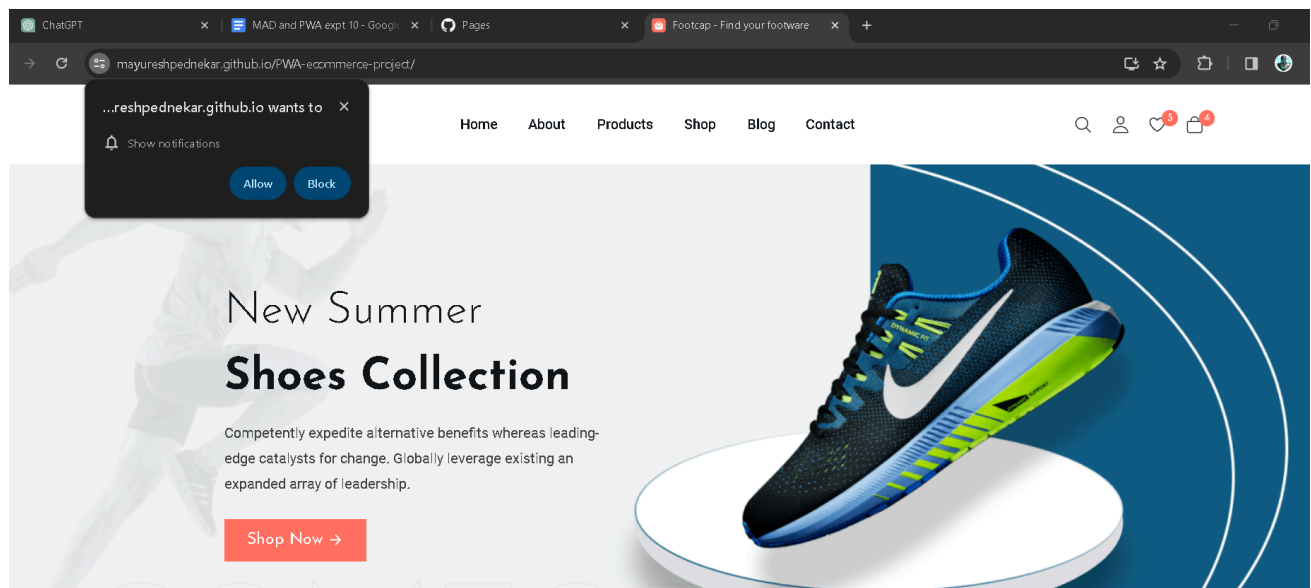 ChatGPT
MAD and PWA expt 10 - Google
Pages
Footcap - Find your footware
mayureshpednekar.github.io/PWA-ecommerce-project/
...reshpednekar.github.io wants to
Show notifications
Allow
Block
Home About Products Shop Blog Contact
5
4
New Summer
Shoes Collection
Competently expedite alternative benefits whereas leading-
edge catalysts for change. Globally leverage existing an
expanded array of leadership.
Shop Now →
DYNAMIC FIT
DYNAMIC SUPPORT